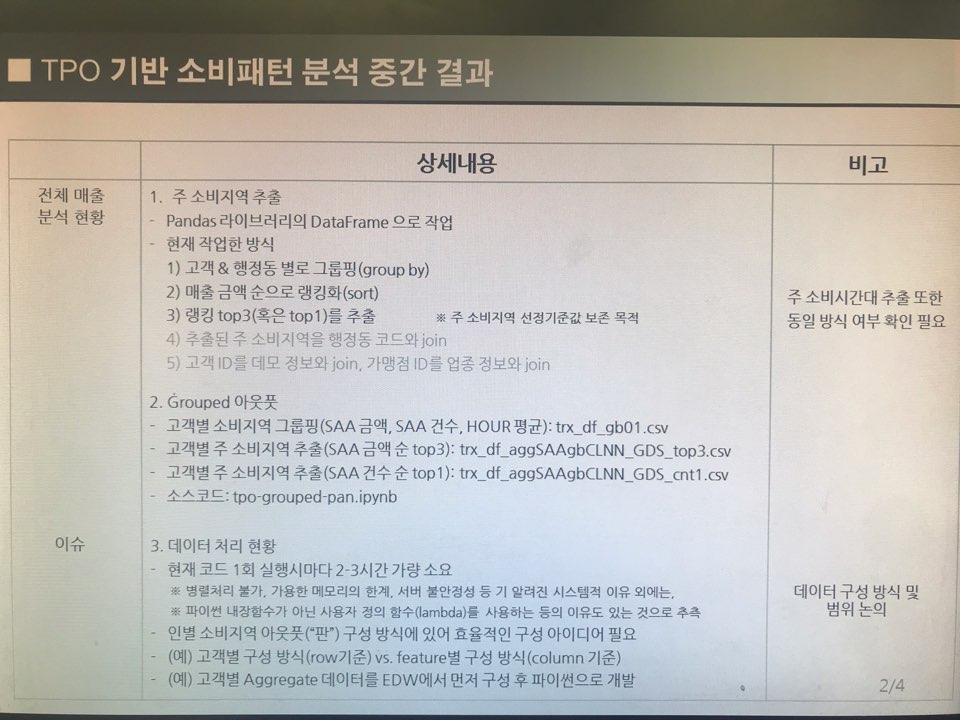 ■ TPO 기반 소비패턴 분석 중간 결과
상세내용
비고
전체 매출
분석 현황
1. 주 소비지역 추출
- Pandas 라이브러리의 DataFrame 으로 작업
- 현재 작업한 방식
1) 고객 & 행정동 별로 그룹핑(group by)
2) 매출 금액 순으로 랭킹화(sort)
3) 랭킹 top3(혹은 top1)를 추출 ※ 주 소비지역 선정기준값 보존 목적
4) 추출된 주 소비지역을 행정동 코드와 join
5) 고객 ID를 데모 정보와 join, 가맹점 ID를 업종 정보와 join
주 소비시간대 추출 또한
동일 방식 여부 확인 필요
2. Grouped 아웃풋
- 고객별 소비지역 그룹핑(SAA 금액, SAA 건수, HOUR 평균): trx_df_gb01.csv
- 고객별 주 소비지역 추출(SAA 금액 순 top3): trx_df_aggSAAgbCLNN_GDS_top3.csv
- 고객별 주 소비지역 추출(SAA 건수 순 top1): trx_df_aggSAAgbCLNN_GDS_cnt1.csv
- 소스코드: tpo-grouped-pan.ipynb
이슈
3. 데이터 처리 현황
- 현재 코드 1회 실행시마다 2-3시간 가량 소요
※ 병렬처리 불가, 가용한 메모리의 한계, 서버 불안정성 등 기 알려진 시스템적 이유 외에는,
※ 파이썬 내장함수가 아닌 사용자 정의 함수(lambda)를 사용하는 등의 이유도 있는 것으로 추측
- 인별 소비지역 아웃풋("판") 구성 방식에 있어 효율적인 구성 아이디어 필요
- (예) 고객별 구성 방식(row기준) vs. feature별 구성 방식(column 기준)
- (예) 고객별 Aggregate 데이터를 EDW에서 먼저 구성 후 파이썬으로 개발
데이터 구성 방식 및
범위 논의
2/4